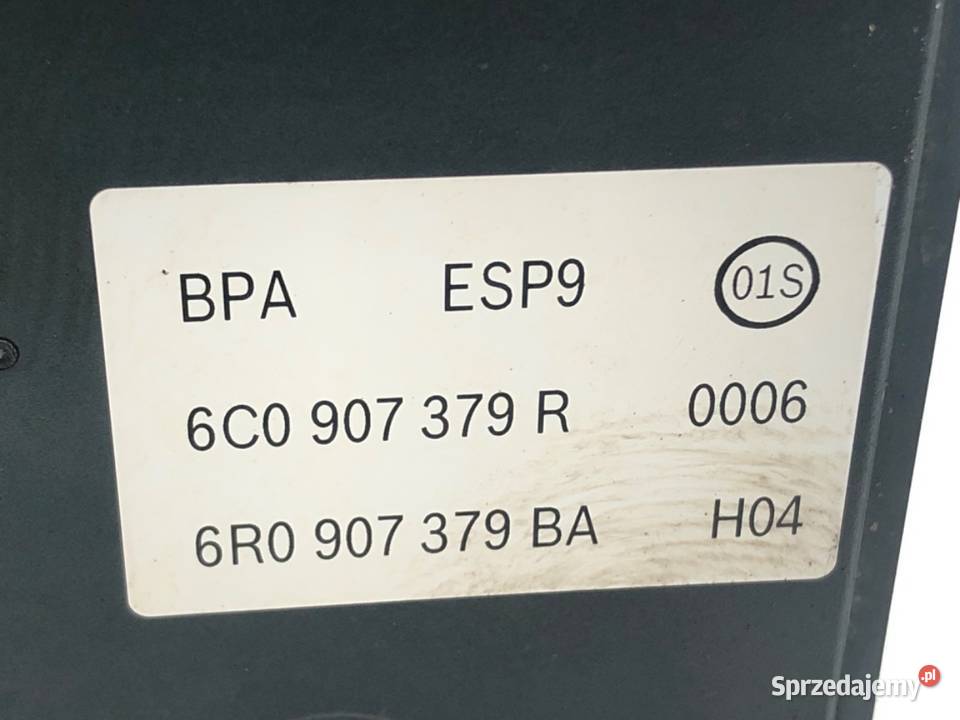 BPA ESP9 01S
6C0 907 379 R 0006
6R0 907 379 BA H04
Sprzedajemy.pl